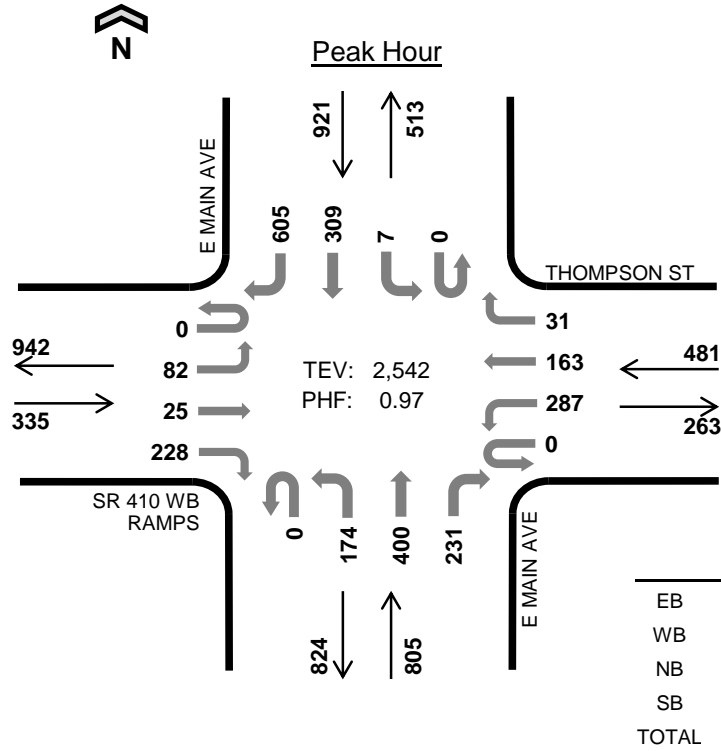 N
Peak Hour
921
513
E MAIN AVE
605
309
7
0
THOMPSON ST
0
31
942
82
TEV: 2,542
163
481
335
25
PHF: 0.97
287
263
228
0
SR 410 WB
RAMPS
0
174
400
231
E MAIN AVE
824
805
EB
WB
NB
SB
TOTAL